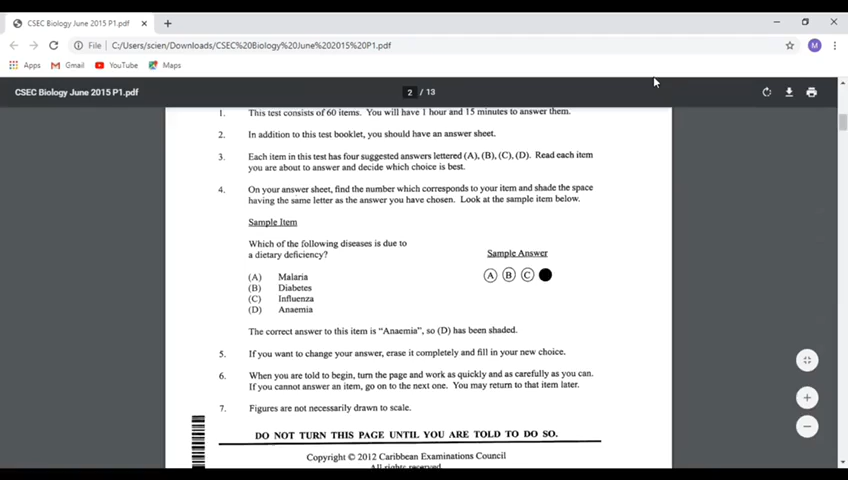 CSEC Biology June 2015 P1.pdf
File | C:/Users/scien/Downloads/CSEC%20Biology%20June%202015%20P1.pdf
M
Apps Gmail YouTube Maps
CSEC Biology June 2015 P1.pdf 2 / 13
1. This test consists of 60 items. You will have 1 hour and 15 minutes to answer them.
2. In addition to this test booklet, you should have an answer sheet.
3. Each item in this test has four suggested answers lettered (A), (B), (C), (D). Read each item
you are about to answer and decide which choice is best.
4. On your answer sheet, find the number which corresponds to your item and shade the space
having the same letter as the answer you have chosen. Look at the sample item below.
Sample Item
Which of the following diseases is due to
a dietary deficiency?
Sample Answer
A B C
(A) Malaria
(B) Diabetes
(C) Influenza
(D) Anaemia
The correct answer to this item is “Anaemia”, so (D) has been shaded.
5. If you want to change your answer, erase it completely and fill in your new choice.
6. When you are told to begin, turn the page and work as quickly and as carefully as you can.
If you cannot answer an item, go on to the next one. You may return to that item later.
7. Figures are not necessarily drawn to scale.
DO NOT TURN THIS PAGE UNTIL YOU ARE TOLD TO DO SO.
Copyright © 2012 Caribbean Examinations Council
All rights reserved